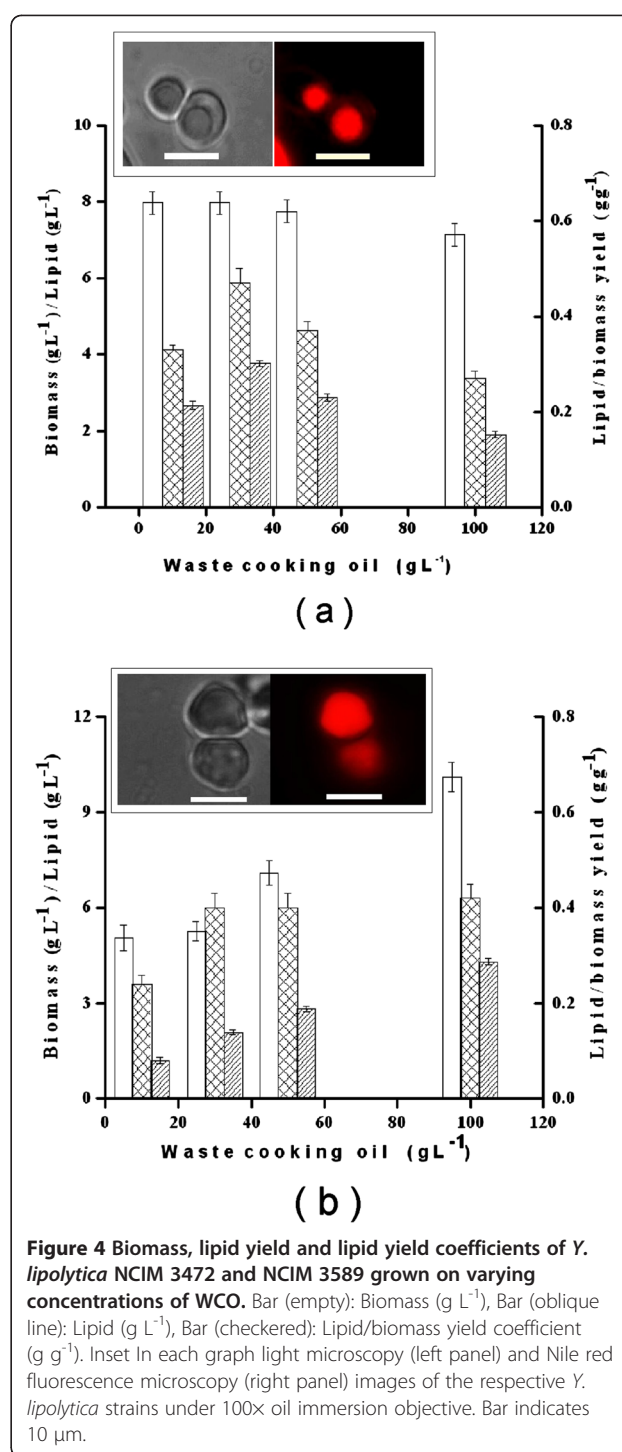 10
8
6
4
2
0
Biomass (gL⁻¹)/Lipid (gL⁻¹)
0.8
0.6
0.4
0.2
0.0
Lipid/biomass yield (gg⁻¹)
0 20 40 60 80 100 120
Waste cooking oil (gL⁻¹)
(a)
12
9
6
3
0
Biomass (gL⁻¹)/Lipid (gL⁻¹)
0.8
0.6
0.4
0.2
0.0
Lipid/biomass yield (gg⁻¹)
0 20 40 60 80 100 120
Waste cooking oil (gL⁻¹)
(b)
Figure 4 Biomass, lipid yield and lipid yield coefficients of Y.
lipolytica NCIM 3472 and NCIM 3589 grown on varying
concentrations of WCO. Bar (empty): Biomass (g L⁻¹), Bar (oblique
line): Lipid (g L⁻¹), Bar (checkered): Lipid/biomass yield coefficient
(g g⁻¹). Inset In each graph light microscopy (left panel) and Nile red
fluorescence microscopy (right panel) images of the respective Y.
lipolytica strains under 100× oil immersion objective. Bar indicates
10 μm.